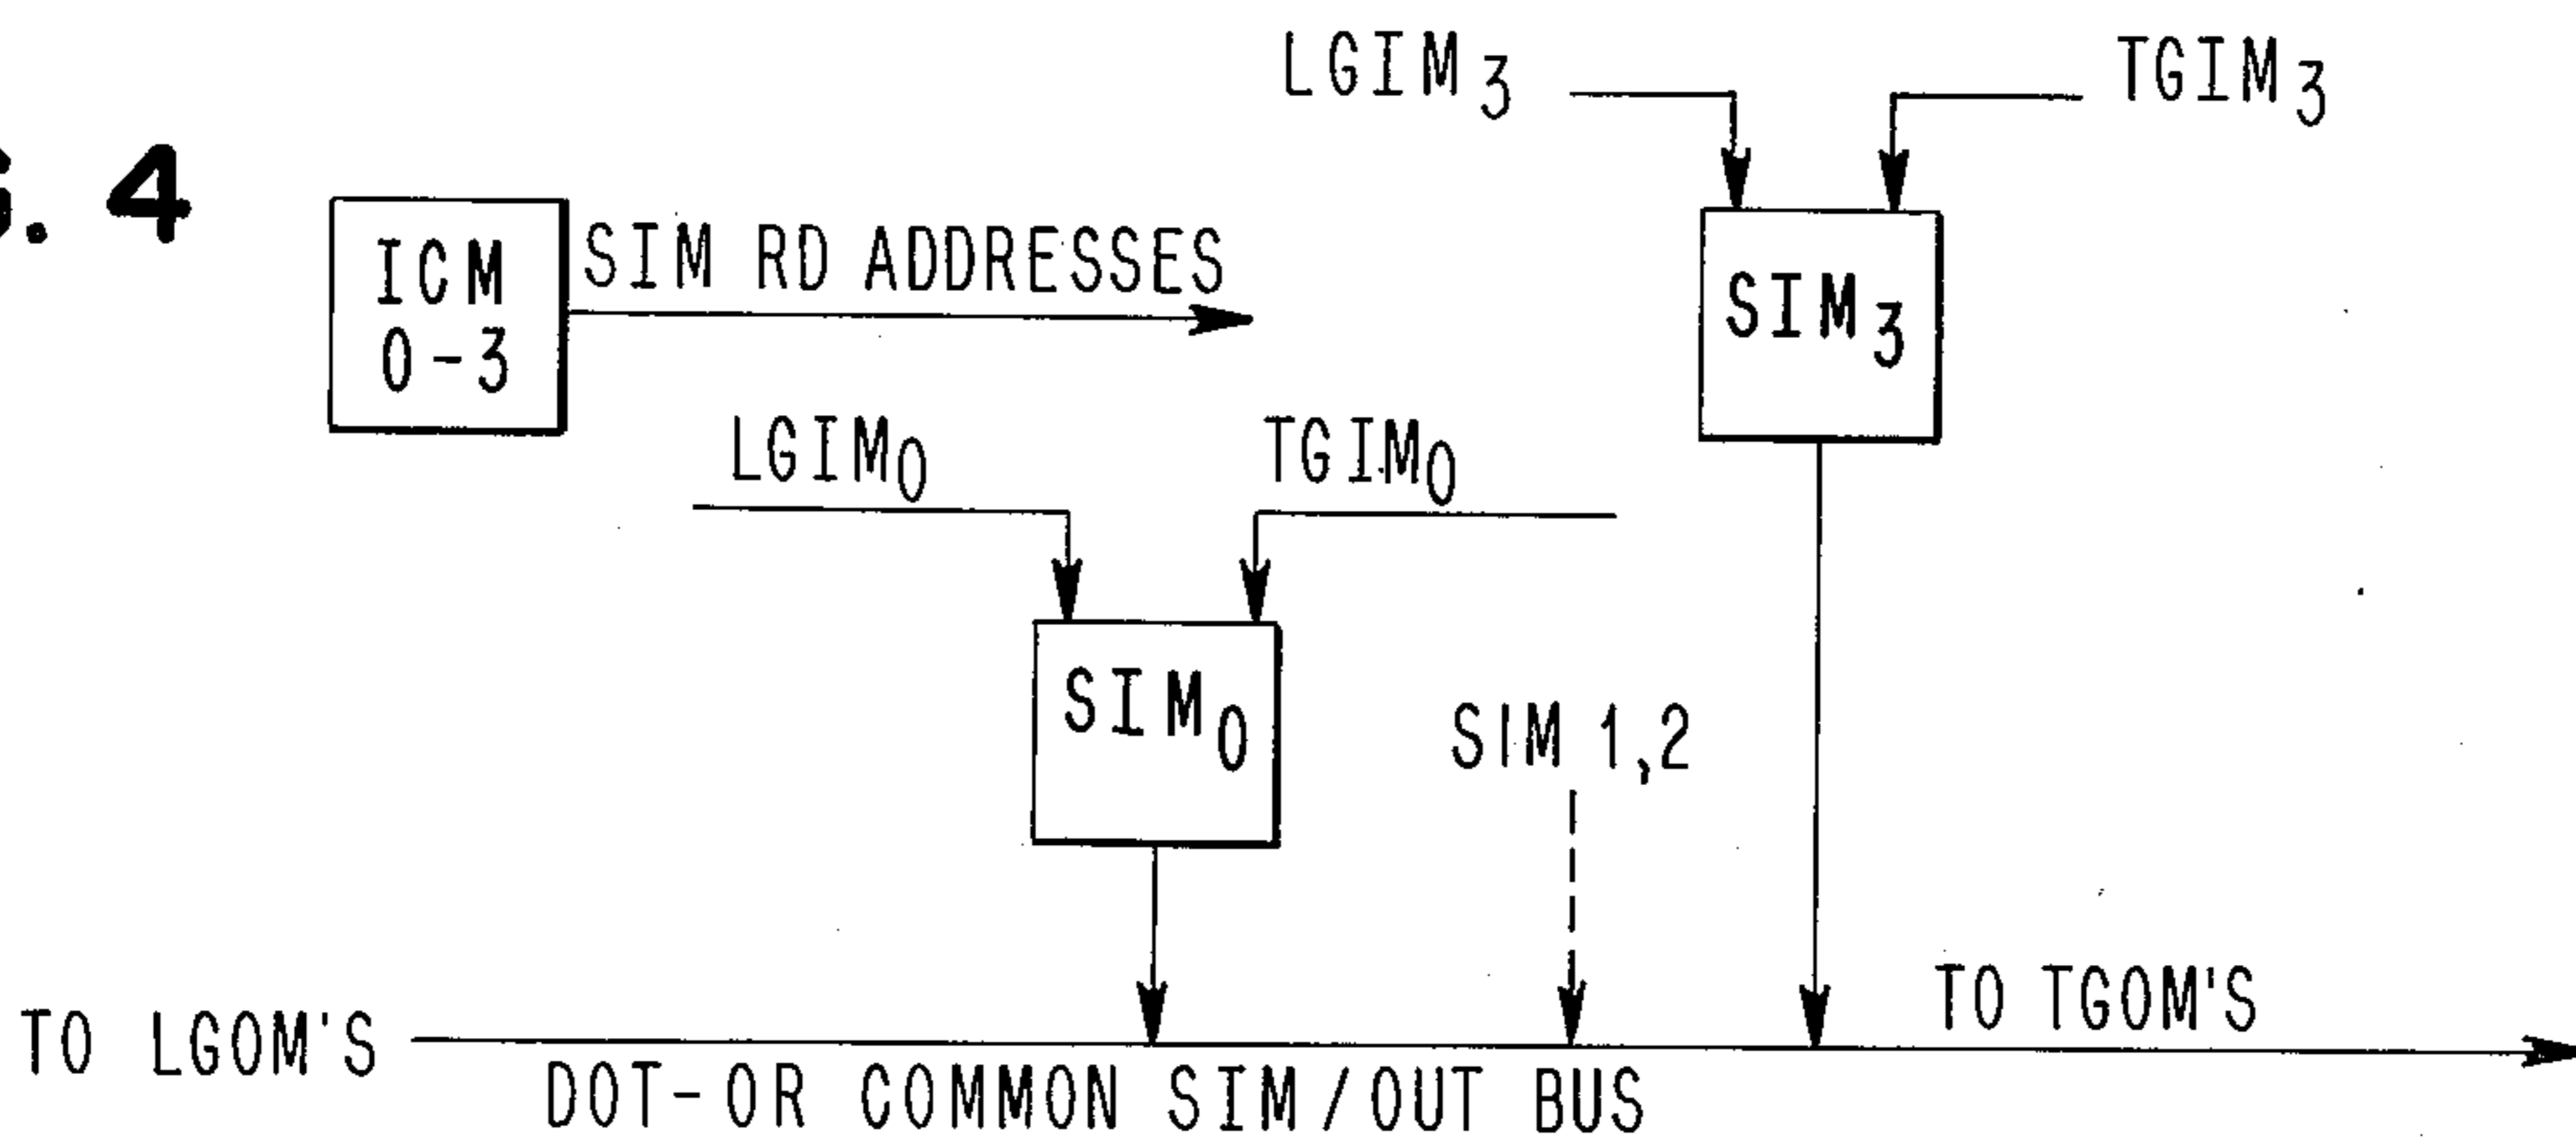 LGIM3
TGIM3
. 4
ICM
0-3
SIM RD ADDRESSES
SIM3
LGIM0
TGIM0
SIM0
SIM 1,2
TO LGOM'S
TO TGOM'S
DOT-OR COMMON SIM/OUT BUS